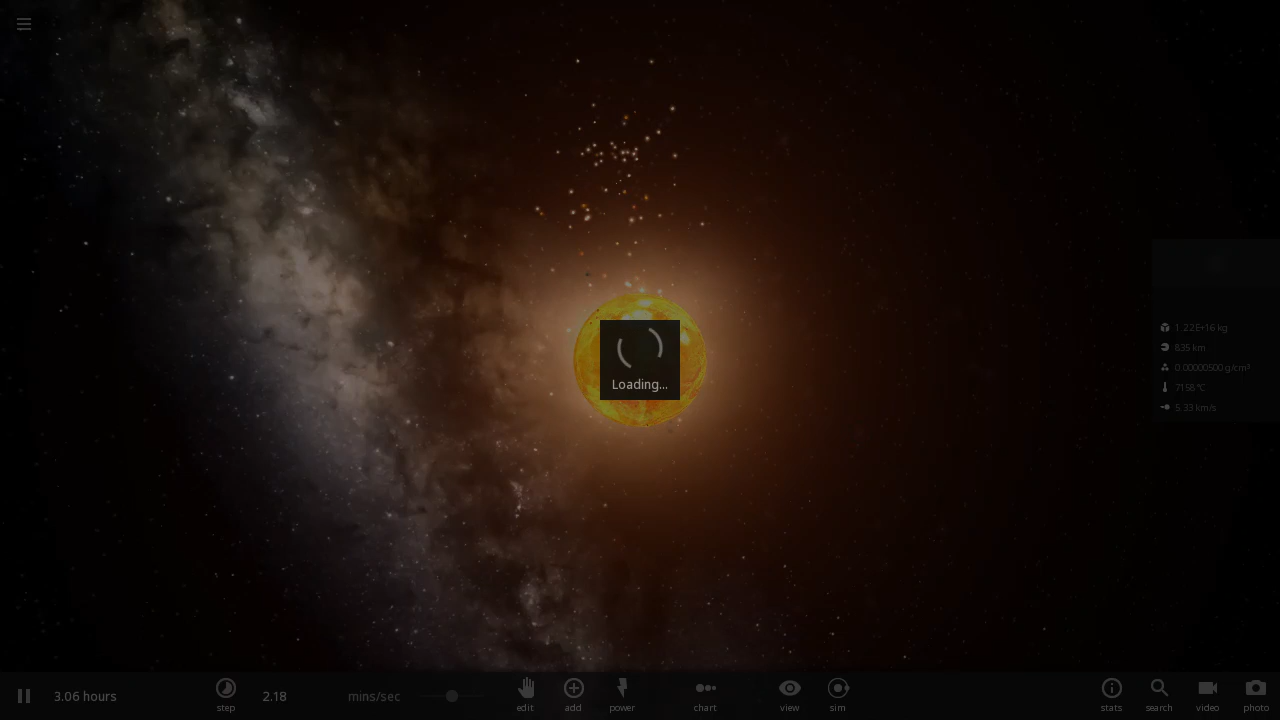 1.22E+16 kg
835 km
0.00000500 g/cm³
7158 °C
5.33 km/s
Loading...
3.06 hours
step
2.18
mins/sec
edit
add
power
chart
view
sim
stats
search
video
photo